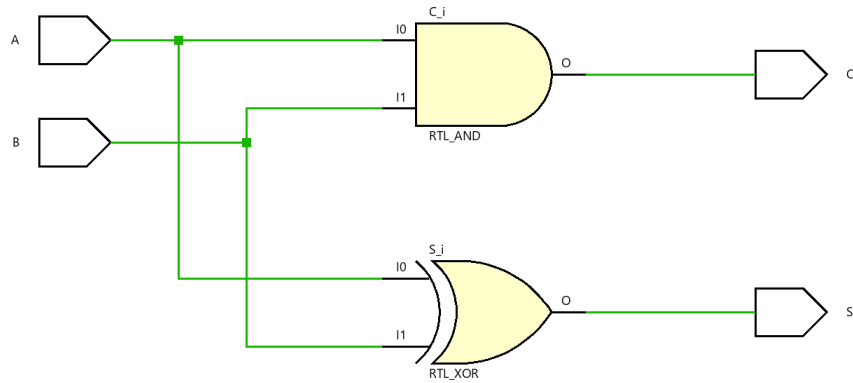 C_i
A
I0
O
C
I1
RTL_AND
B
S_i
I0
O
S
I1
RTL_XOR